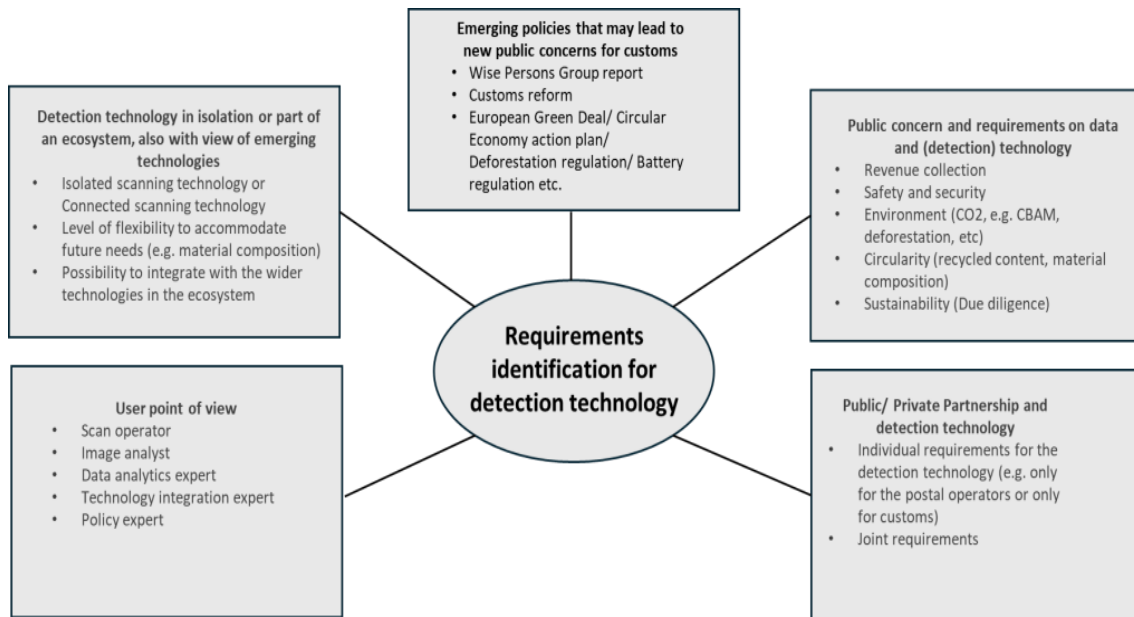 Emerging policies that may lead to
new public concerns for customs
• Wise Persons Group report
• Customs reform
• European Green Deal/ Circular
Economy action plan/
Deforestation regulation/ Battery
regulation etc.
Detection technology in isolation or part of
an ecosystem, also with view of emerging
technologies
• Isolated scanning technology or
Connected scanning technology
• Level of flexibility to accommodate
future needs (e.g. material composition)
• Possibility to integrate with the wider
technologies in the ecosystem
Public concern and requirements on data
and (detection) technology
• Revenue collection
• Safety and security
• Environment (CO2, e.g. CBAM,
deforestation, etc)
• Circularity (recycled content, material
composition)
• Sustainability (Due diligence)
Requirements
identification for
detection technology
User point of view
• Scan operator
• Image analyst
• Data analytics expert
• Technology integration expert
• Policy expert
Public/ Private Partnership and
detection technology
• Individual requirements for the
detection technology (e.g. only
for the postal operators or only
for customs)
• Joint requirements